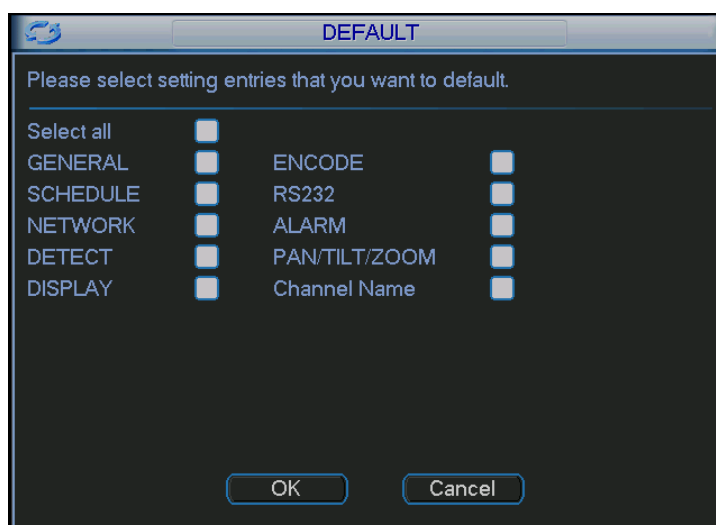 DEFAULT
Please select setting entries that you want to default.
Select all
GENERAL ENCODE
SCHEDULE RS232
NETWORK ALARM
DETECT PAN/TILT/ZOOM
DISPLAY Channel Name
OK Cancel